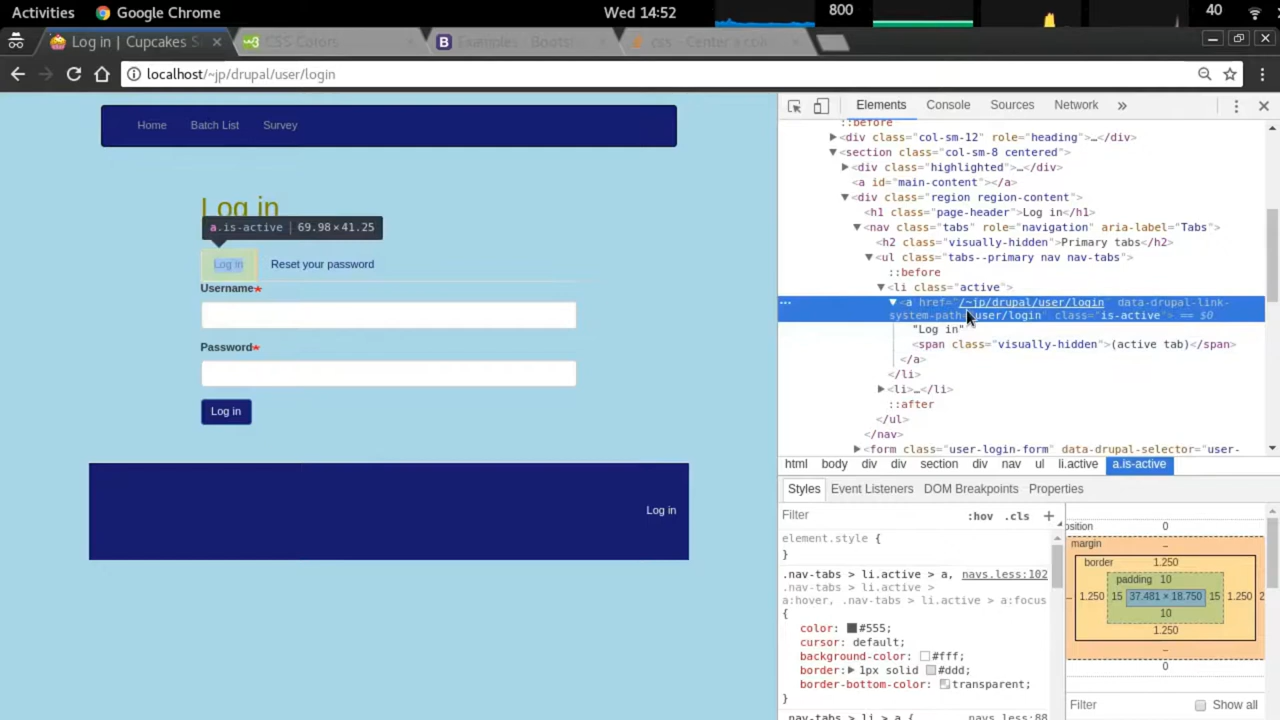 Activities Google Chrome Wed 14:52 800 40
Log in | Cupcakes S × CSS Colors Examples · Boots css - Center a co
localhost/~jp/drupal/user/login
Home Batch List Survey
Log in
a.is-active | 69.98×41.25
Log in Reset your password
Username*
Password*
Log in
Log in
Elements Console Sources Network »
::before
▶<div class="col-sm-12" role="heading">…</div>
▼<section class="col-sm-8 centered">
▶<div class="highlighted">…</div>
<a id="main-content"></a>
▼<div class="region region-content">
<h1 class="page-header">Log in</h1>
▼<nav class="tabs" role="navigation" aria-label="Tabs">
<h2 class="visually-hidden">Primary tabs</h2>
▼<ul class="tabs--primary nav nav-tabs">
::before
▼<li class="active">
… ▼<a href="/~jp/drupal/user/login" data-drupal-link-
system-path="user/login" class="is-active"> == $0
"Log in"
<span class="visually-hidden">(active tab)</span>
</a>
</li>
▶<li>…</li>
::after
</ul>
</nav>
▶<form class="user-login-form" data-drupal-selector="user-
html body div div section div nav ul li.active a.is-active
Styles Event Listeners DOM Breakpoints Properties
Filter :hov .cls +
element.style {
}
.nav-tabs > li.active > a, navs.less:102
.nav-tabs > li.active >
a:hover, .nav-tabs > li.active > a:focus
{
color: #555;
cursor: default;
background-color: #fff;
border:▶1px solid #ddd;
border-bottom-color: transparent;
}
.nav-tabs > li > a { navs.less:88
position 0
margin –
border 1.250
padding 10
– 1.250 15 37.481 × 18.750 15 1.250 2
10
1.250
–
0
Filter Show all